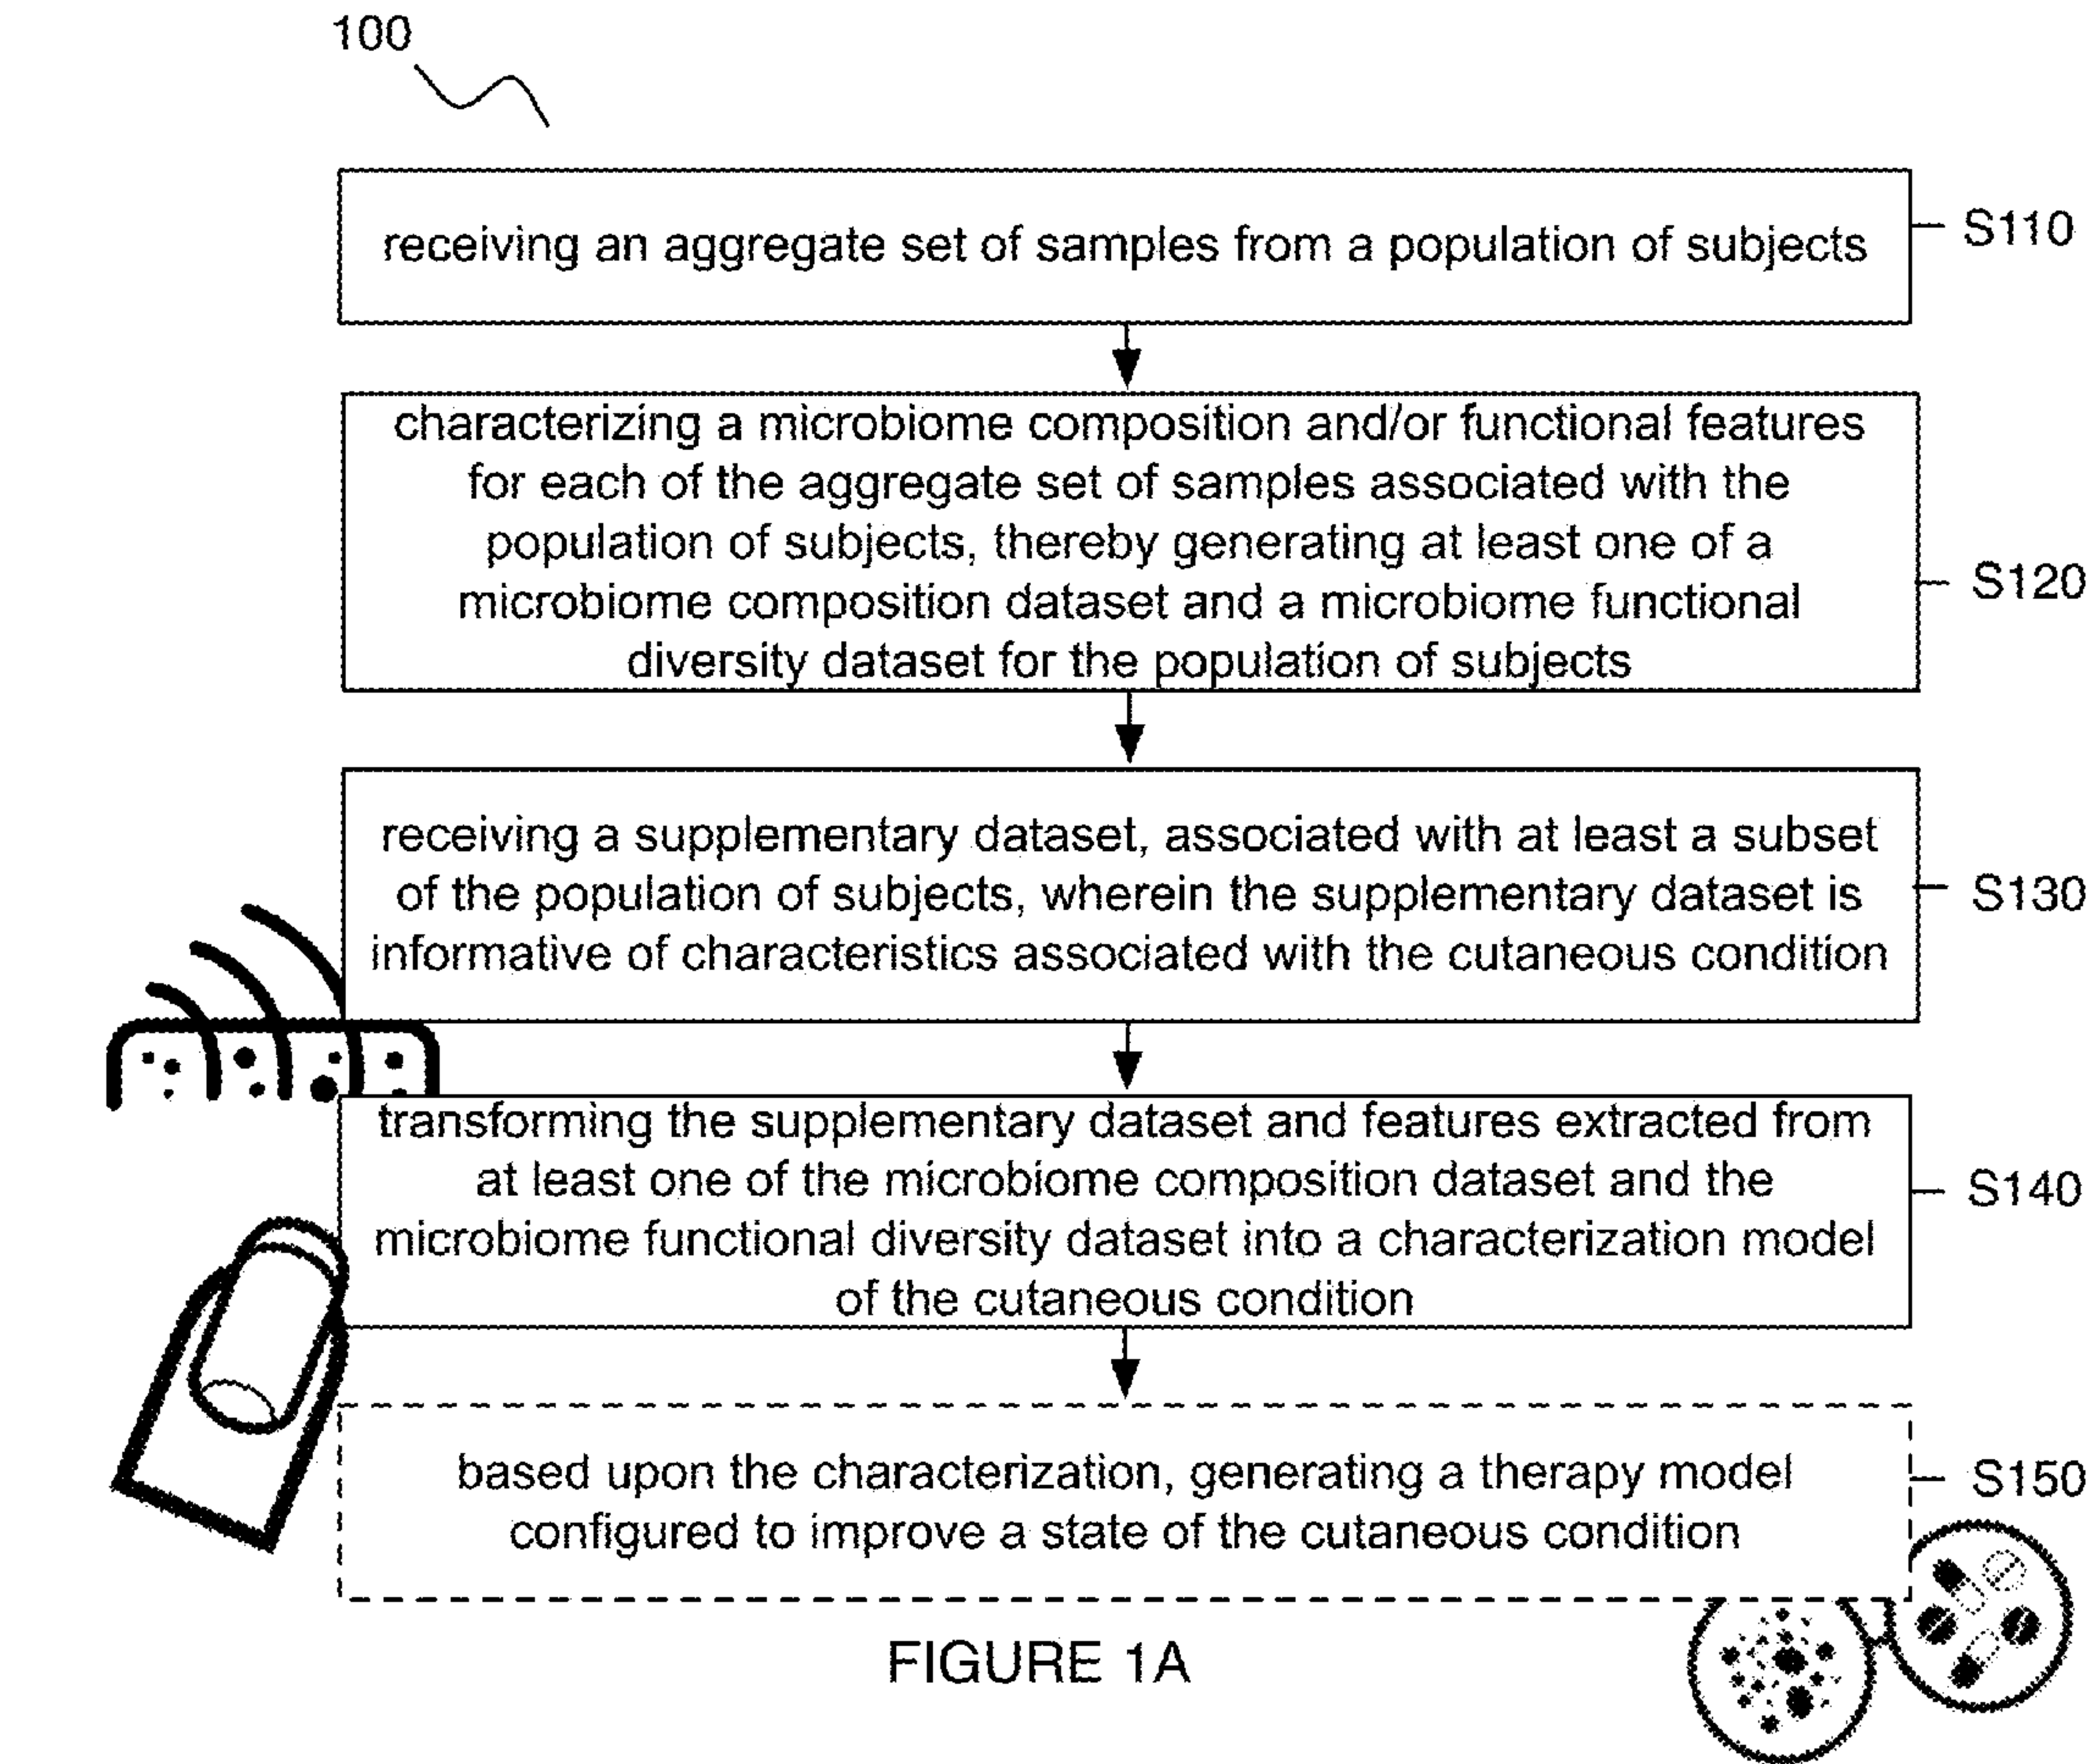 100
receiving an aggregate set of samples from a population of subjects
S110
characterizing a microbiome composition and/or functional features
for each of the aggregate set of samples associated with the
population of subjects, thereby generating at least one of a
microbiome composition dataset and a microbiome functional
diversity dataset for the population of subjects
S120
receiving a supplementary dataset, associated with at least a subset
of the population of subjects, wherein the supplementary dataset is
informative of characteristics associated with the cutaneous condition
S130
transforming the supplementary dataset and features extracted from
at least one of the microbiome composition dataset and the
microbiome functional diversity dataset into a characterization model
of the cutaneous condition
S140
based upon the characterization, generating a therapy model
configured to improve a state of the cutaneous condition
S150
FIGURE 1A